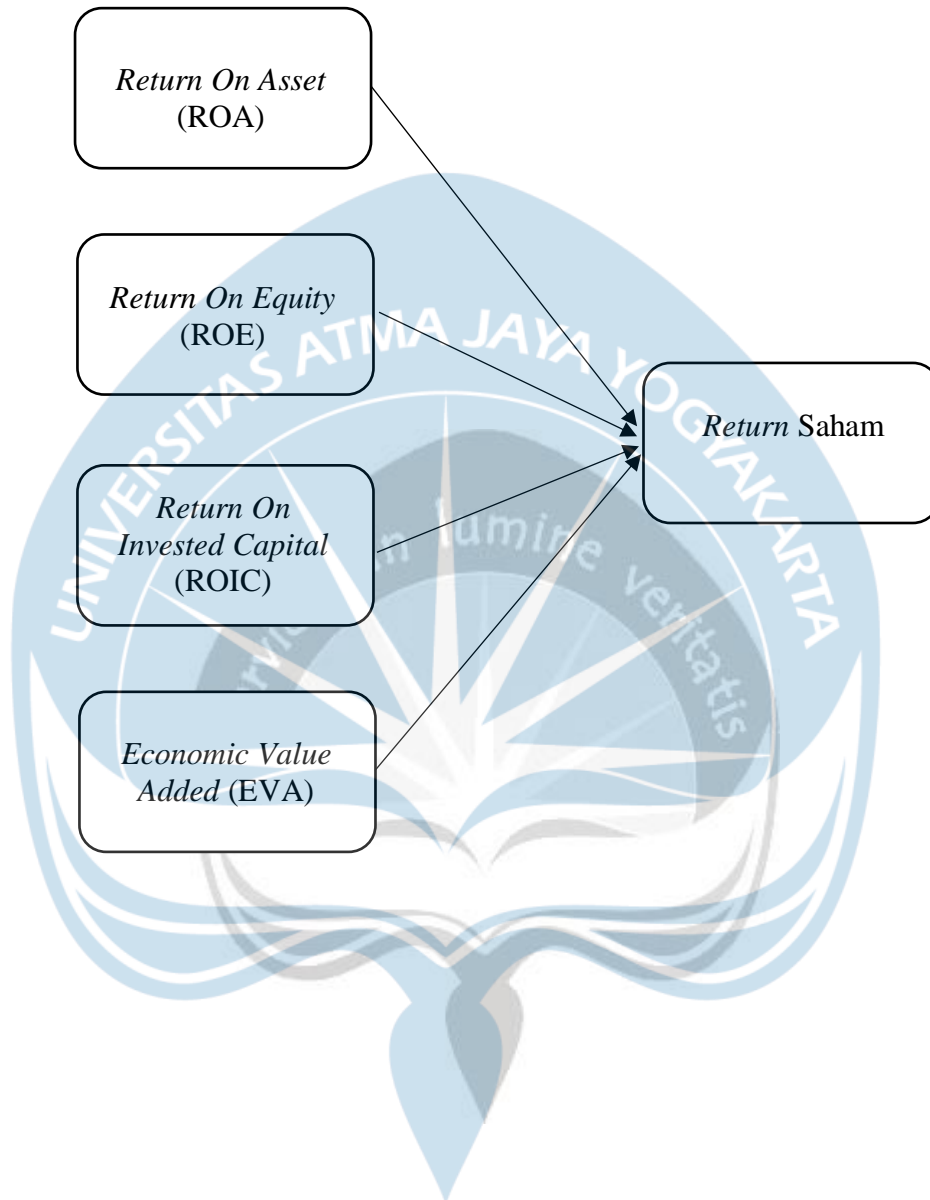 Return On Asset
(ROA)
Return On Equity
(ROE)
UNIVERSITAS ATMA JAYA YOGYAKARTA
Return Saham
Return On
Invested Capital
(ROIC)
lumine veritatis
Economic Value
Added (EVA)